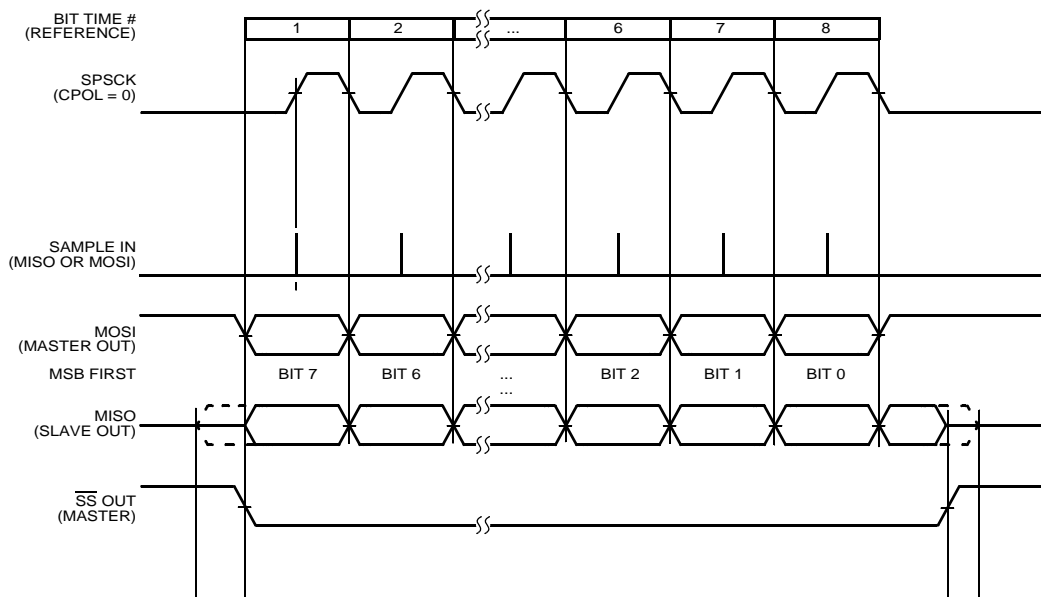 BIT TIME #
(REFERENCE)
1 2 ... 6 7 8
SPSCK
(CPOL = 0)
SAMPLE IN
(MISO OR MOSI)
MOSI
(MASTER OUT)
MSB FIRST BIT 7 BIT 6 ... BIT 2 BIT 1 BIT 0
...
MISO
(SLAVE OUT)
S̅S̅ OUT
(MASTER)